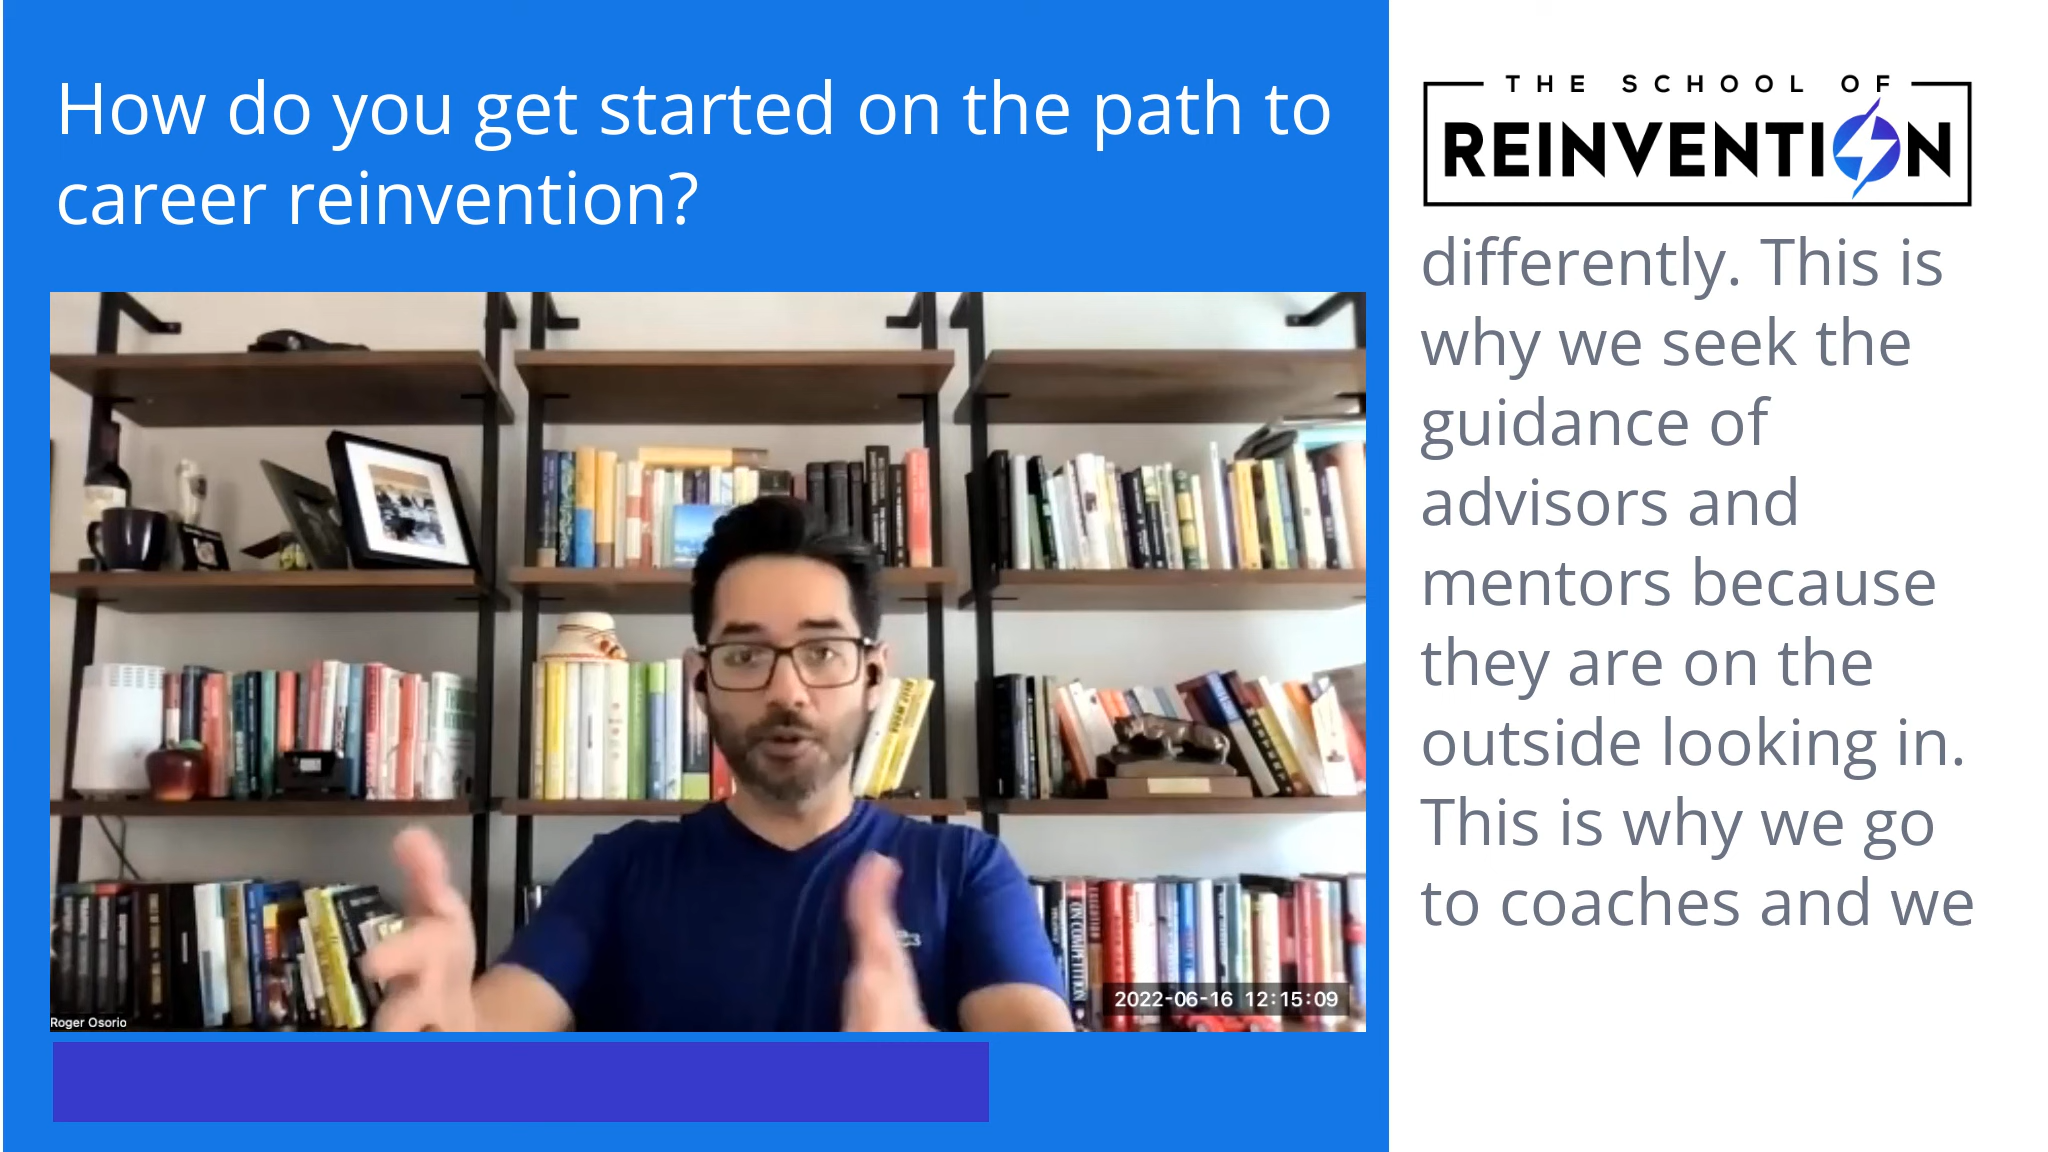 How do you get started on the path to
career reinvention?
THE SCHOOL OF
REINVENTION
differently. This is
why we seek the
guidance of
advisors and
mentors because
they are on the
outside looking in.
This is why we go
to coaches and we
ON COMPETITION
2022-06-16 12:15:09
Roger Osorio